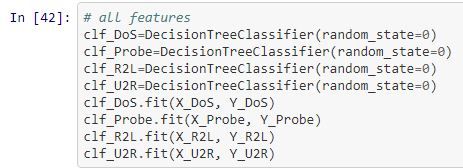 In [42]: # all features
clf_DoS=DecisionTreeClassifier(random_state=0)
clf_Probe=DecisionTreeClassifier(random_state=0)
clf_R2L=DecisionTreeClassifier(random_state=0)
clf_U2R=DecisionTreeClassifier(random_state=0)
clf_DoS.fit(X_DoS, Y_DoS)
clf_Probe.fit(X_Probe, Y_Probe)
clf_R2L.fit(X_R2L, Y_R2L)
clf_U2R.fit(X_U2R, Y_U2R)